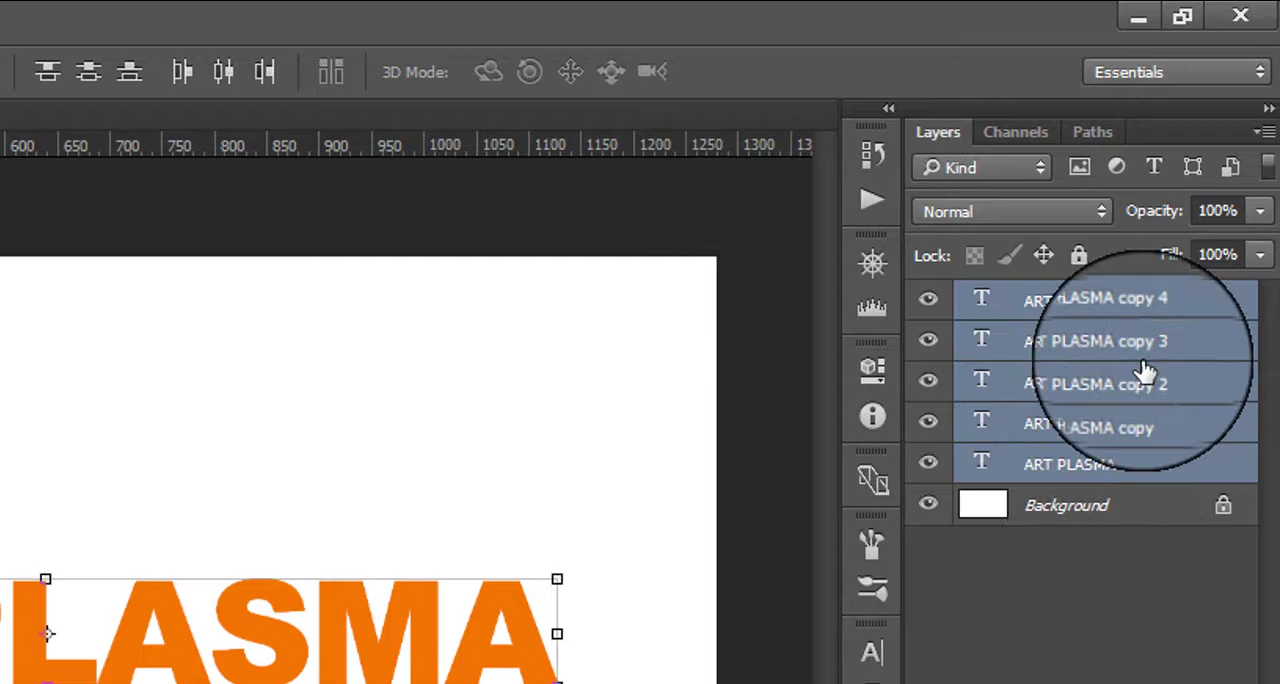 3D Mode:
Essentials
600 650 700 750 800 850 900 950 1000 1050 1100 1150 1200 1250 1300 13
Layers Channels Paths
Kind
Normal Opacity: 100%
Lock: Fill: 100%
ART PLASMA copy 4
ART PLASMA copy 3
ART PLASMA copy 2
ART PLASMA copy
ART PLASMA
Background
PLASMA
A